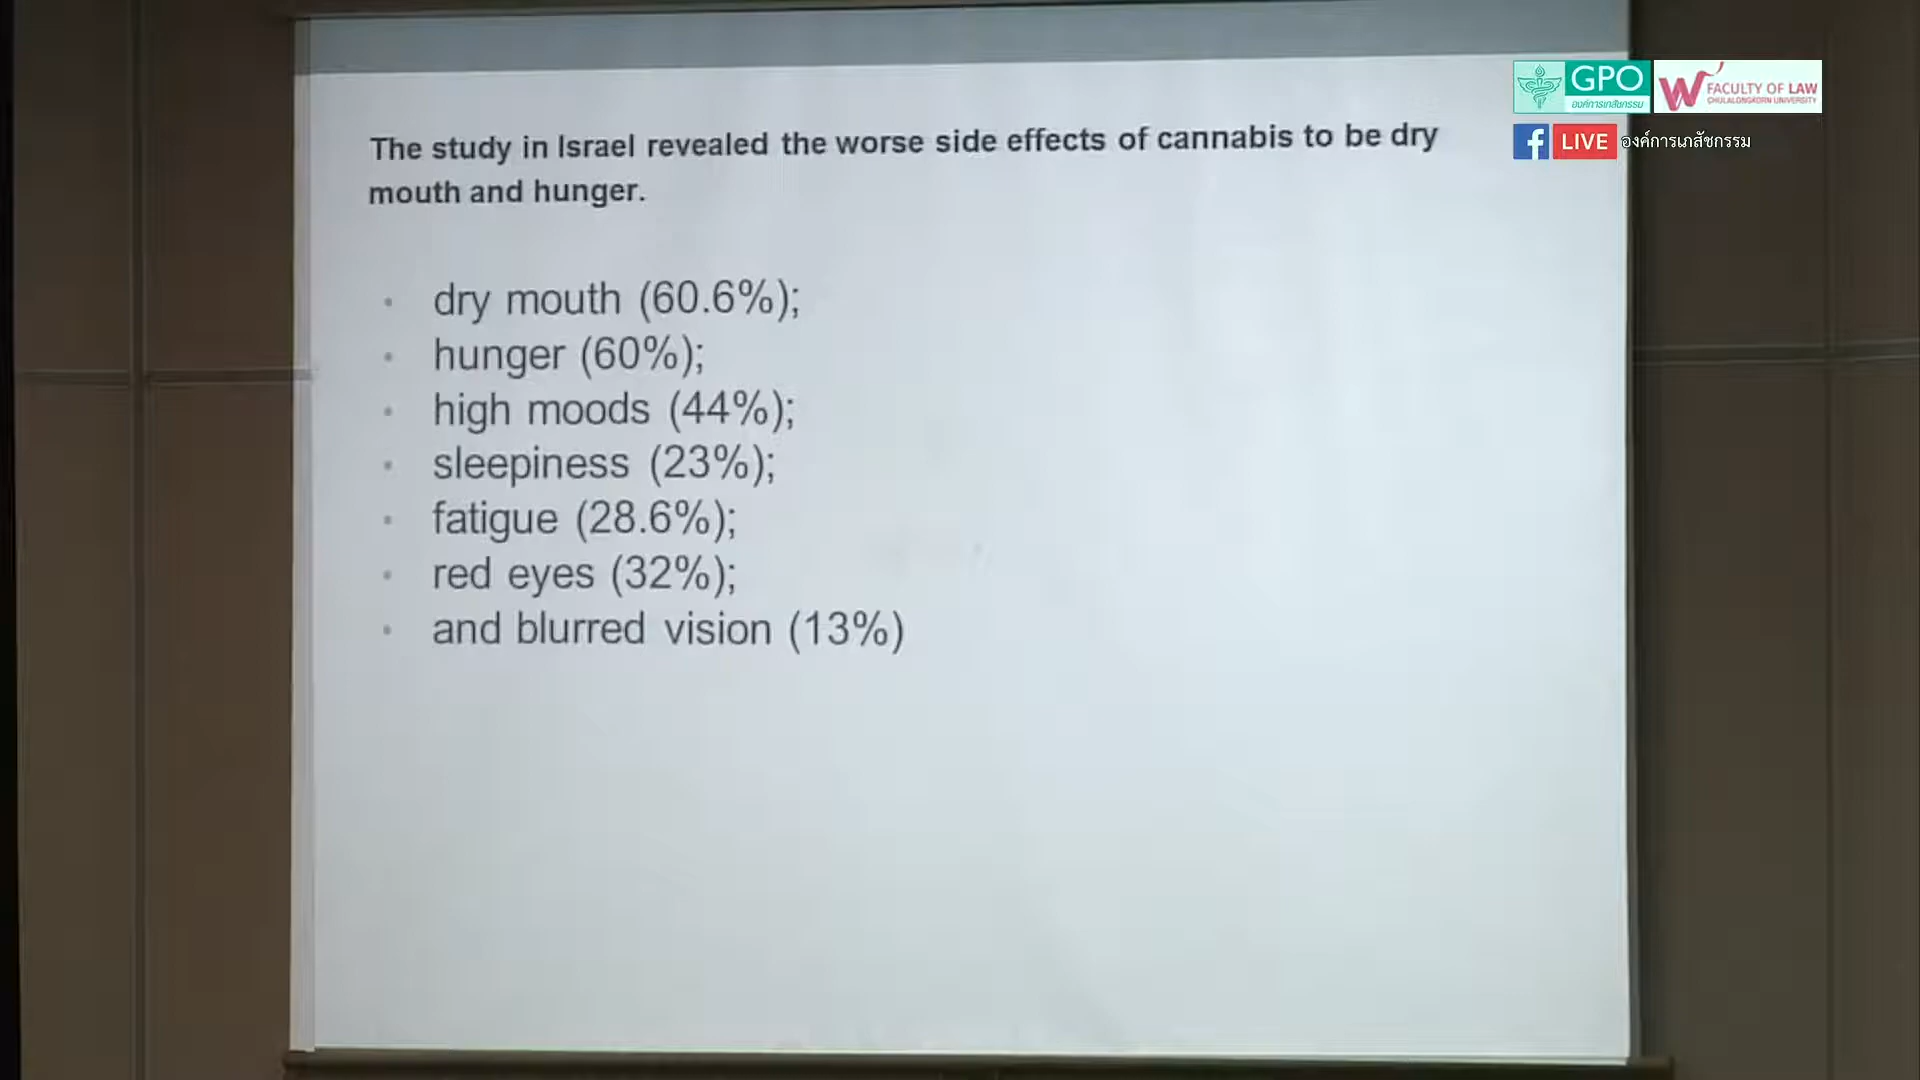 The study in Israel revealed the worse side effects of cannabis to be dry
mouth and hunger.
• dry mouth (60.6%);
• hunger (60%);
• high moods (44%);
• sleepiness (23%);
• fatigue (28.6%);
• red eyes (32%);
• and blurred vision (13%)
GPO
องค์การเภสัชกรรม
FACULTY OF LAW
CHULALONGKORN UNIVERSITY
f LIVE องค์การเภสัชกรรม